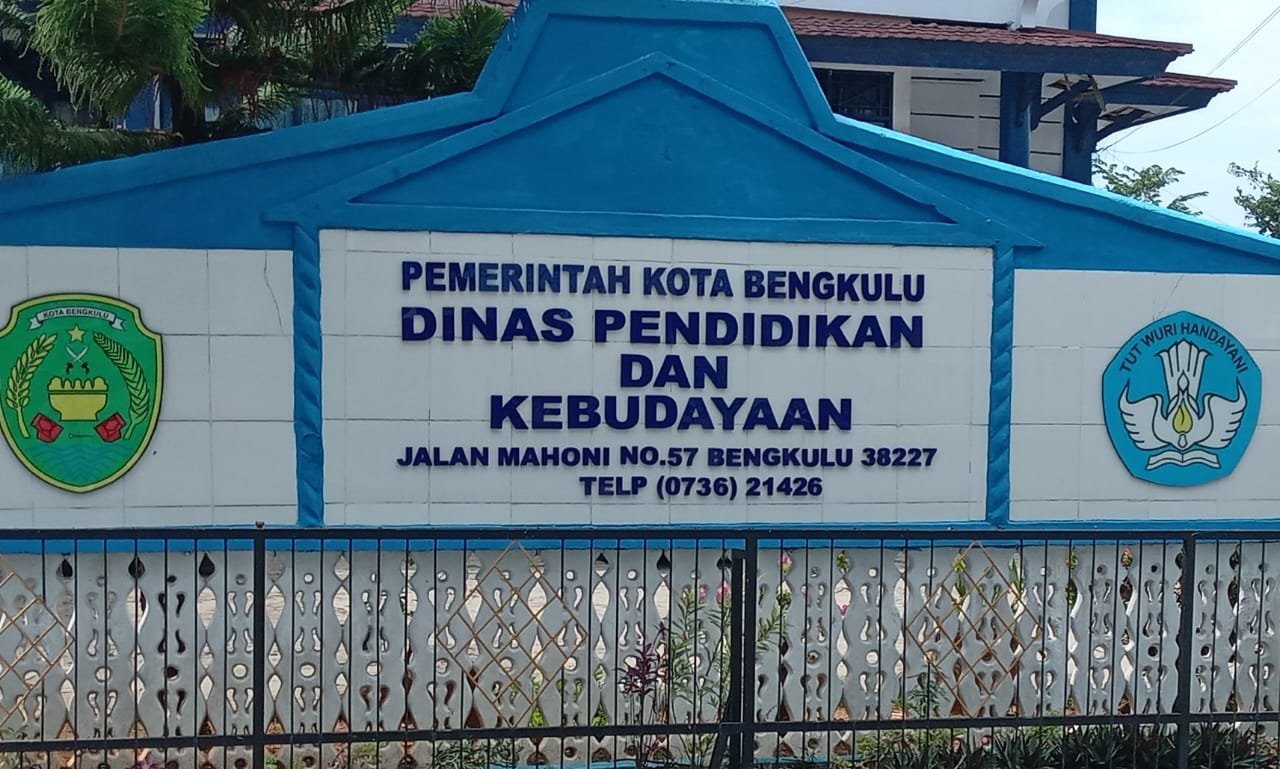 PEMERINTAH KOTA BENGKULU
DINAS PENDIDIKAN
DAN
KEBUDAYAAN
JALAN MAHONI NO.57 BENGKULU 38227
TELP (0736) 21426
KOTA BENGKULU
TUT WURI HANDAYANI